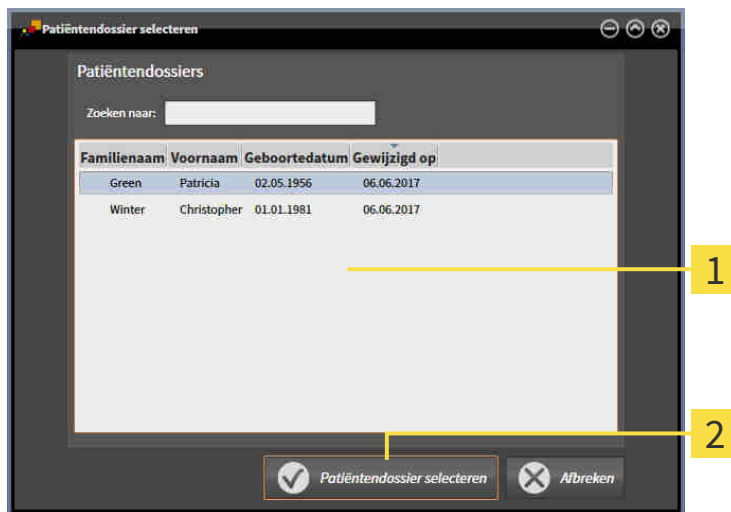 Patiëntendossier selecteren
Patiëntendossiers
Zoeken naar:
Familienaam Voornaam Geboortedatum Gewijzigd op
Green Patricia 02.05.1956 06.06.2017
Winter Christopher 01.01.1981 06.06.2017
1
2
Patiëntendossier selecteren Afbreken